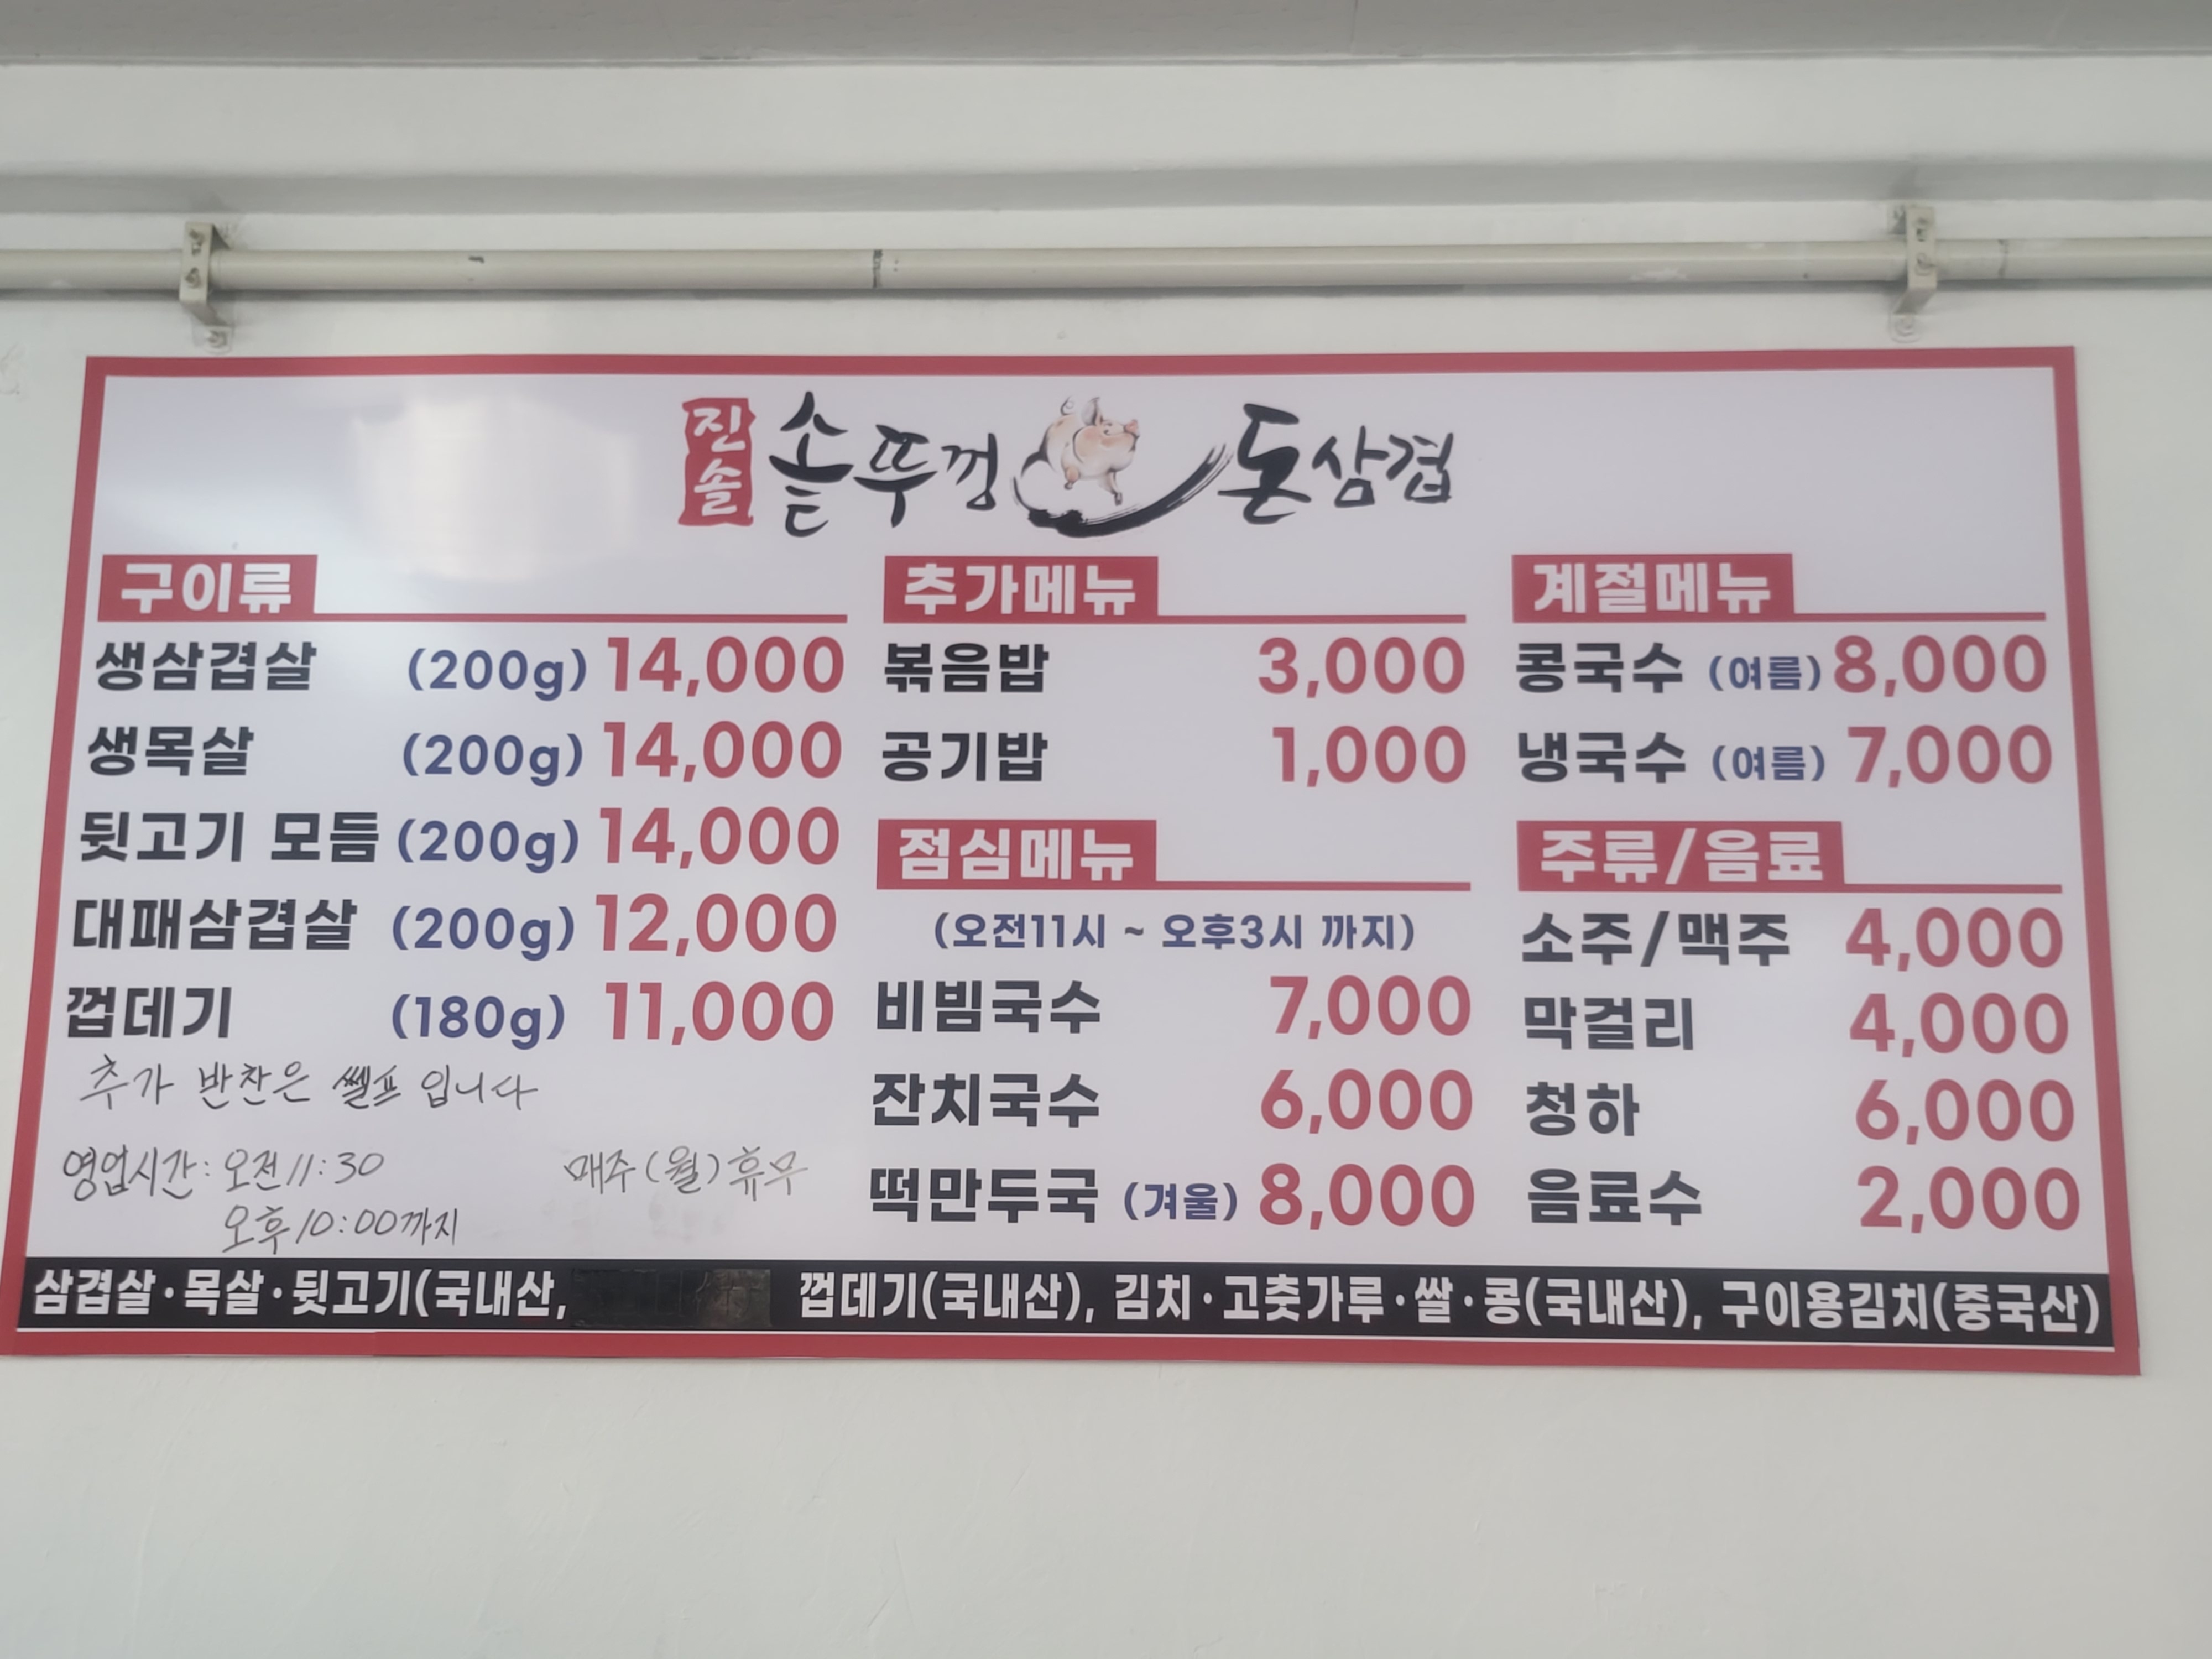 진솔 솥뚜껑 돈삼겹
구이류
생삼겹살 (200g) 14,000
생목살 (200g) 14,000
뒷고기 모듬 (200g) 14,000
대패삼겹살 (200g) 12,000
껍데기 (180g) 11,000
추가 반찬은 쎌프 입니다
영업시간: 오전 11:30
오후 10:00까지
매주(월)휴무
추가메뉴
볶음밥 3,000
공기밥 1,000
점심메뉴
(오전11시 ~ 오후3시 까지)
비빔국수 7,000
잔치국수 6,000
떡만두국 (겨울) 8,000
계절메뉴
콩국수 (여름) 8,000
냉국수 (여름) 7,000
주류/음료
소주/맥주 4,000
막걸리 4,000
청하 6,000
음료수 2,000
삼겹살·목살·뒷고기(국내산, 껍데기(국내산), 김치·고춧가루·쌀·콩(국내산), 구이용김치(중국산)